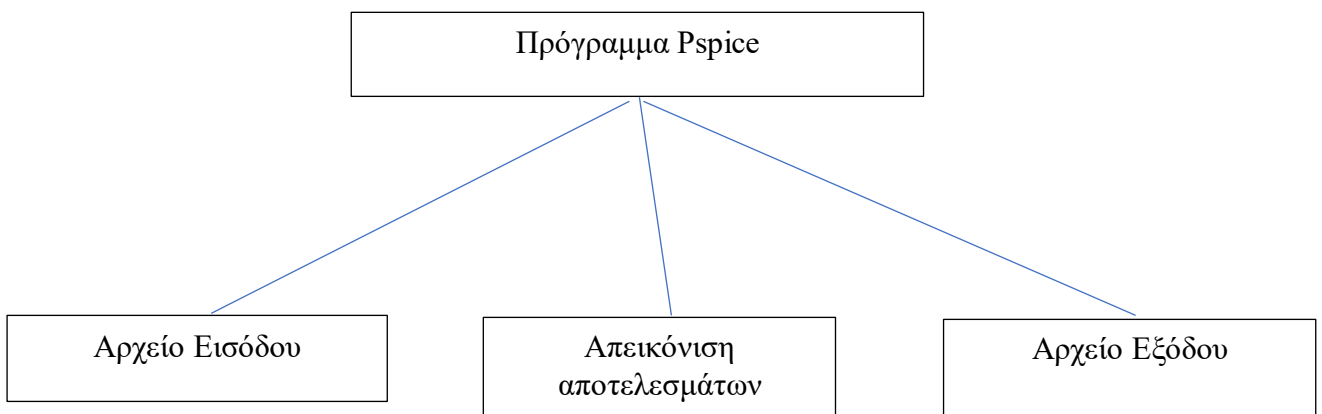 Πρόγραμμα Pspice
Αρχείο Εισόδου
Απεικόνιση
αποτελεσμάτων
Αρχείο Εξόδου